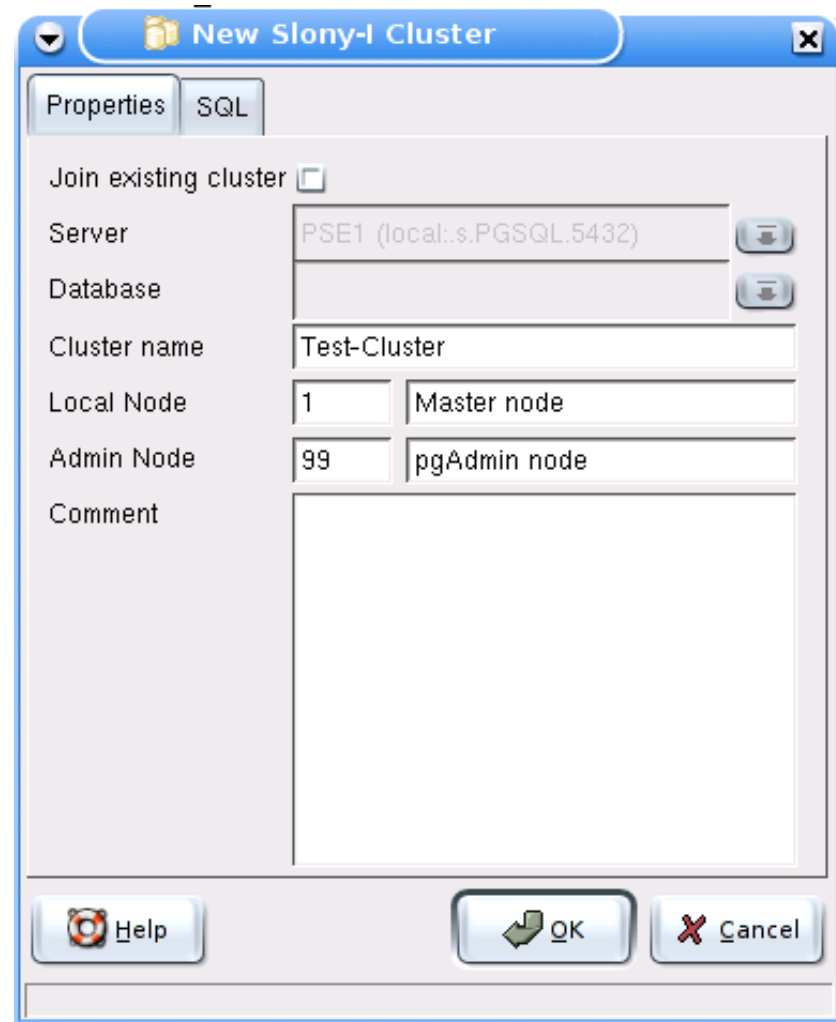 New Slony-I Cluster
Properties SQL
Join existing cluster
Server PSE1 (local:.s.PGSQL.5432)
Database
Cluster name Test-Cluster
Local Node 1 Master node
Admin Node 99 pgAdmin node
Comment
Help OK Cancel